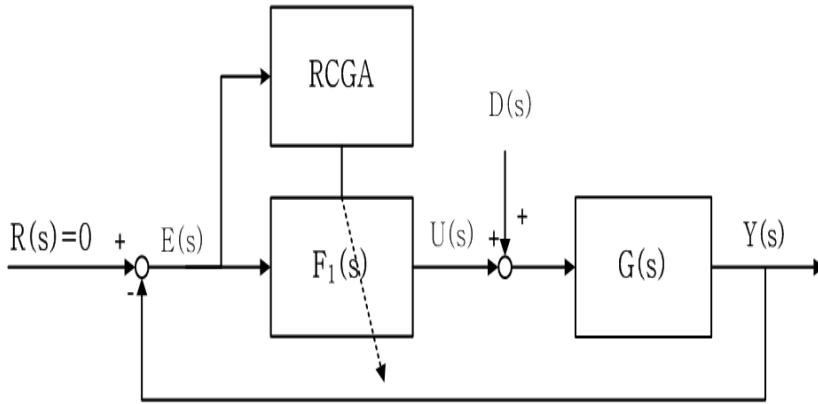 RCGA
D(s)
R(s)=0
+
E(s)
F₁(s)
U(s)
+
+
G(s)
Y(s)
-